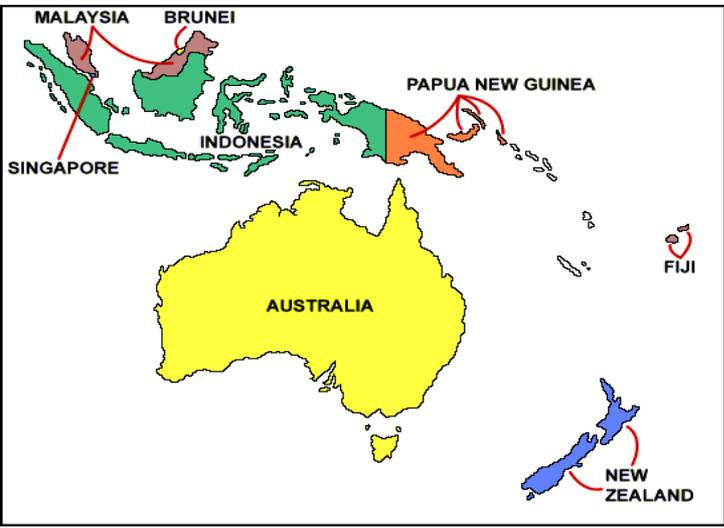 MALAYSIA
BRUNEI
PAPUA NEW GUINEA
INDONESIA
SINGAPORE
FIJI
AUSTRALIA
NEW
ZEALAND